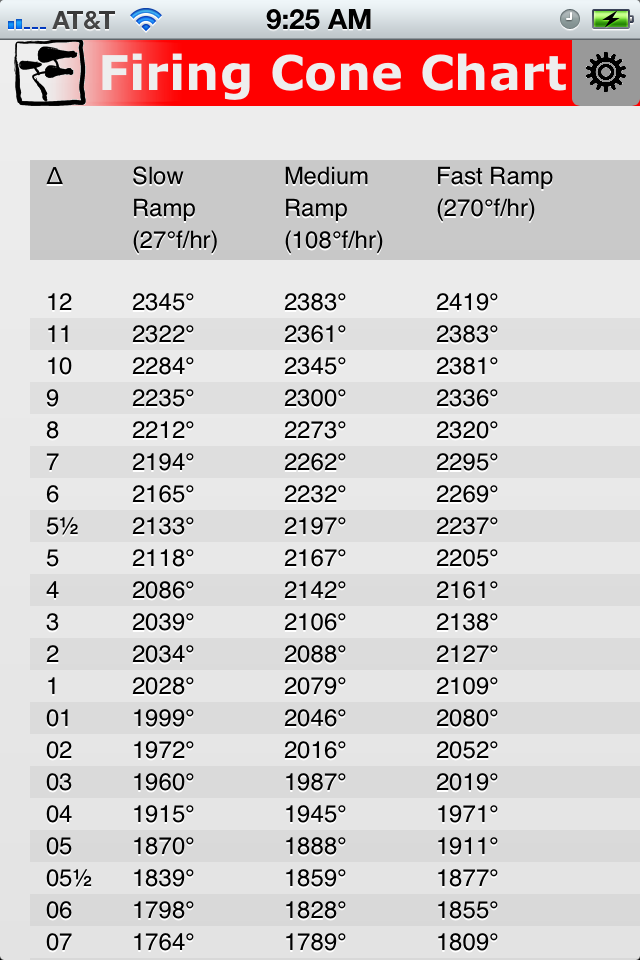 AT&T 9:25 AM
Firing Cone Chart
Δ Slow Ramp (27°f/hr) Medium Ramp (108°f/hr) Fast Ramp (270°f/hr)
12 2345° 2383° 2419°
11 2322° 2361° 2383°
10 2284° 2345° 2381°
9 2235° 2300° 2336°
8 2212° 2273° 2320°
7 2194° 2262° 2295°
6 2165° 2232° 2269°
5½ 2133° 2197° 2237°
5 2118° 2167° 2205°
4 2086° 2142° 2161°
3 2039° 2106° 2138°
2 2034° 2088° 2127°
1 2028° 2079° 2109°
01 1999° 2046° 2080°
02 1972° 2016° 2052°
03 1960° 1987° 2019°
04 1915° 1945° 1971°
05 1870° 1888° 1911°
05½ 1839° 1859° 1877°
06 1798° 1828° 1855°
07 1764° 1789° 1809°